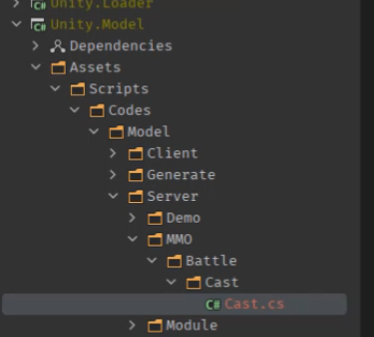 Unity.Loader
Unity.Model
Dependencies
Assets
Scripts
Codes
Model
Client
Generate
Server
Demo
MMO
Battle
Cast
C# Cast.cs
Module